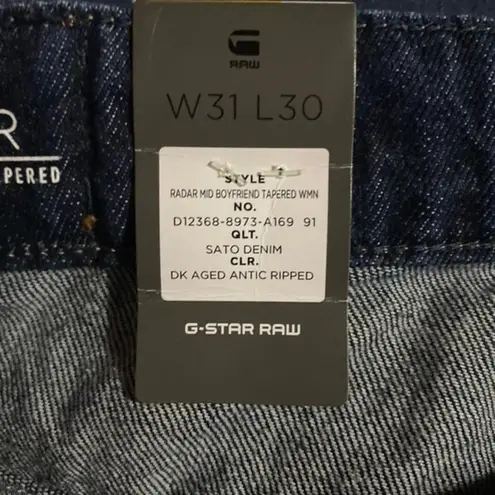 G
RAW
W31 L30
STYLE
RADAR MID BOYFRIEND TAPERED WMN
NO.
D12368-8973-A169 91
QLT.
SATO DENIM
CLR.
DK AGED ANTIC RIPPED
G-STAR RAW
R
PERED